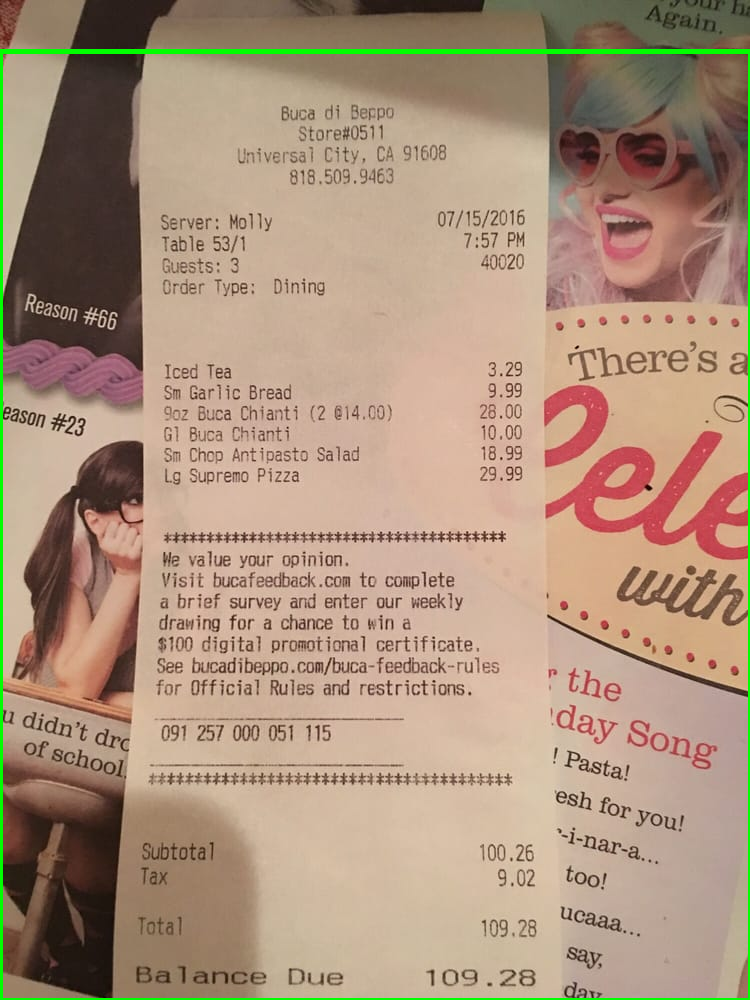 your
Again.
Buca di Beppo
Store#0511
Universal City, CA 91608
818.509.9463
Server: Molly 07/15/2016
Table 53/1 7:57 PM
Guests: 3 40020
Order Type: Dining
Reason #66
Reason #23
There's a
Cele
with
Iced Tea 3.29
Sm Garlic Bread 9.99
9oz Buca Chianti (2 @14.00) 28.00
Gl Buca Chianti 10.00
Sm Chop Antipasto Salad 18.99
Lg Supremo Pizza 29.99
****************************************
We value your opinion.
Visit bucafeedback.com to complete
a brief survey and enter our weekly
drawing for a chance to win a
$100 digital promotional certificate.
See bucadibeppo.com/buca-feedback-rules
for Official Rules and restrictions.
091 257 000 051 115
****************************************
u didn't dro
of school.
r the
day Song
! Pasta!
esh for you!
r-i-nar-a...
too!
ucaaa...
say,
day
Subtotal 100.26
Tax 9.02
Total 109.28
Balance Due 109.28